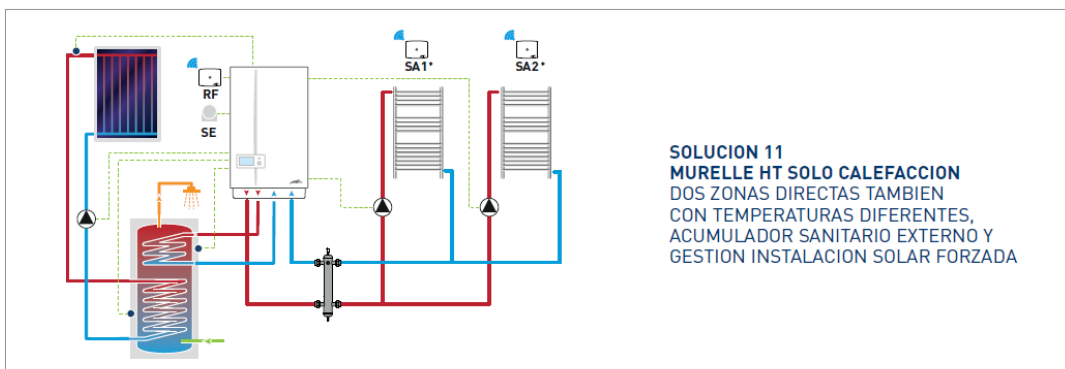 SA1*
SA2*
RF
SE
SOLUCION 11
MURELLE HT SOLO CALEFACCION
DOS ZONAS DIRECTAS TAMBIEN
CON TEMPERATURAS DIFERENTES,
ACUMULADOR SANITARIO EXTERNO Y
GESTION INSTALACION SOLAR FORZADA